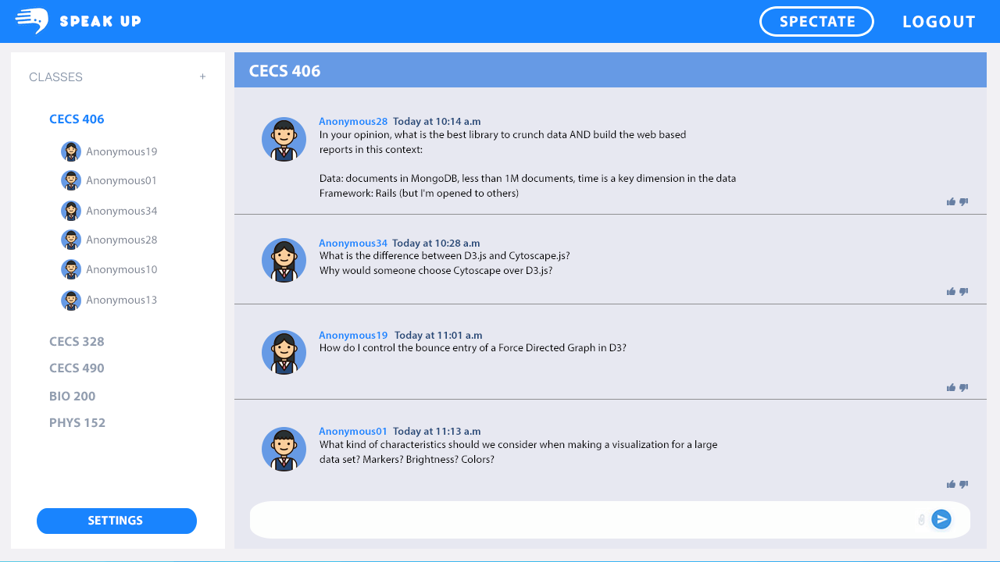 SPEAK UP
SPECTATE
LOGOUT
CLASSES
+
CECS 406
Anonymous19
Anonymous01
Anonymous34
Anonymous28
Anonymous10
Anonymous13
CECS 328
CECS 490
BIO 200
PHYS 152
SETTINGS
CECS 406
Anonymous28 Today at 10:14 a.m
In your opinion, what is the best library to crunch data AND build the web based
reports in this context:
Data: documents in MongoDB, less than 1M documents, time is a key dimension in the data
Framework: Rails (but I'm opened to others)
Anonymous34 Today at 10:28 a.m
What is the difference between D3.js and Cytoscape.js?
Why would someone choose Cytoscape over D3.js?
Anonymous19 Today at 11:01 a.m
How do I control the bounce entry of a Force Directed Graph in D3?
Anonymous01 Today at 11:13 a.m
What kind of characteristics should we consider when making a visualization for a large
data set? Markers? Brightness? Colors?